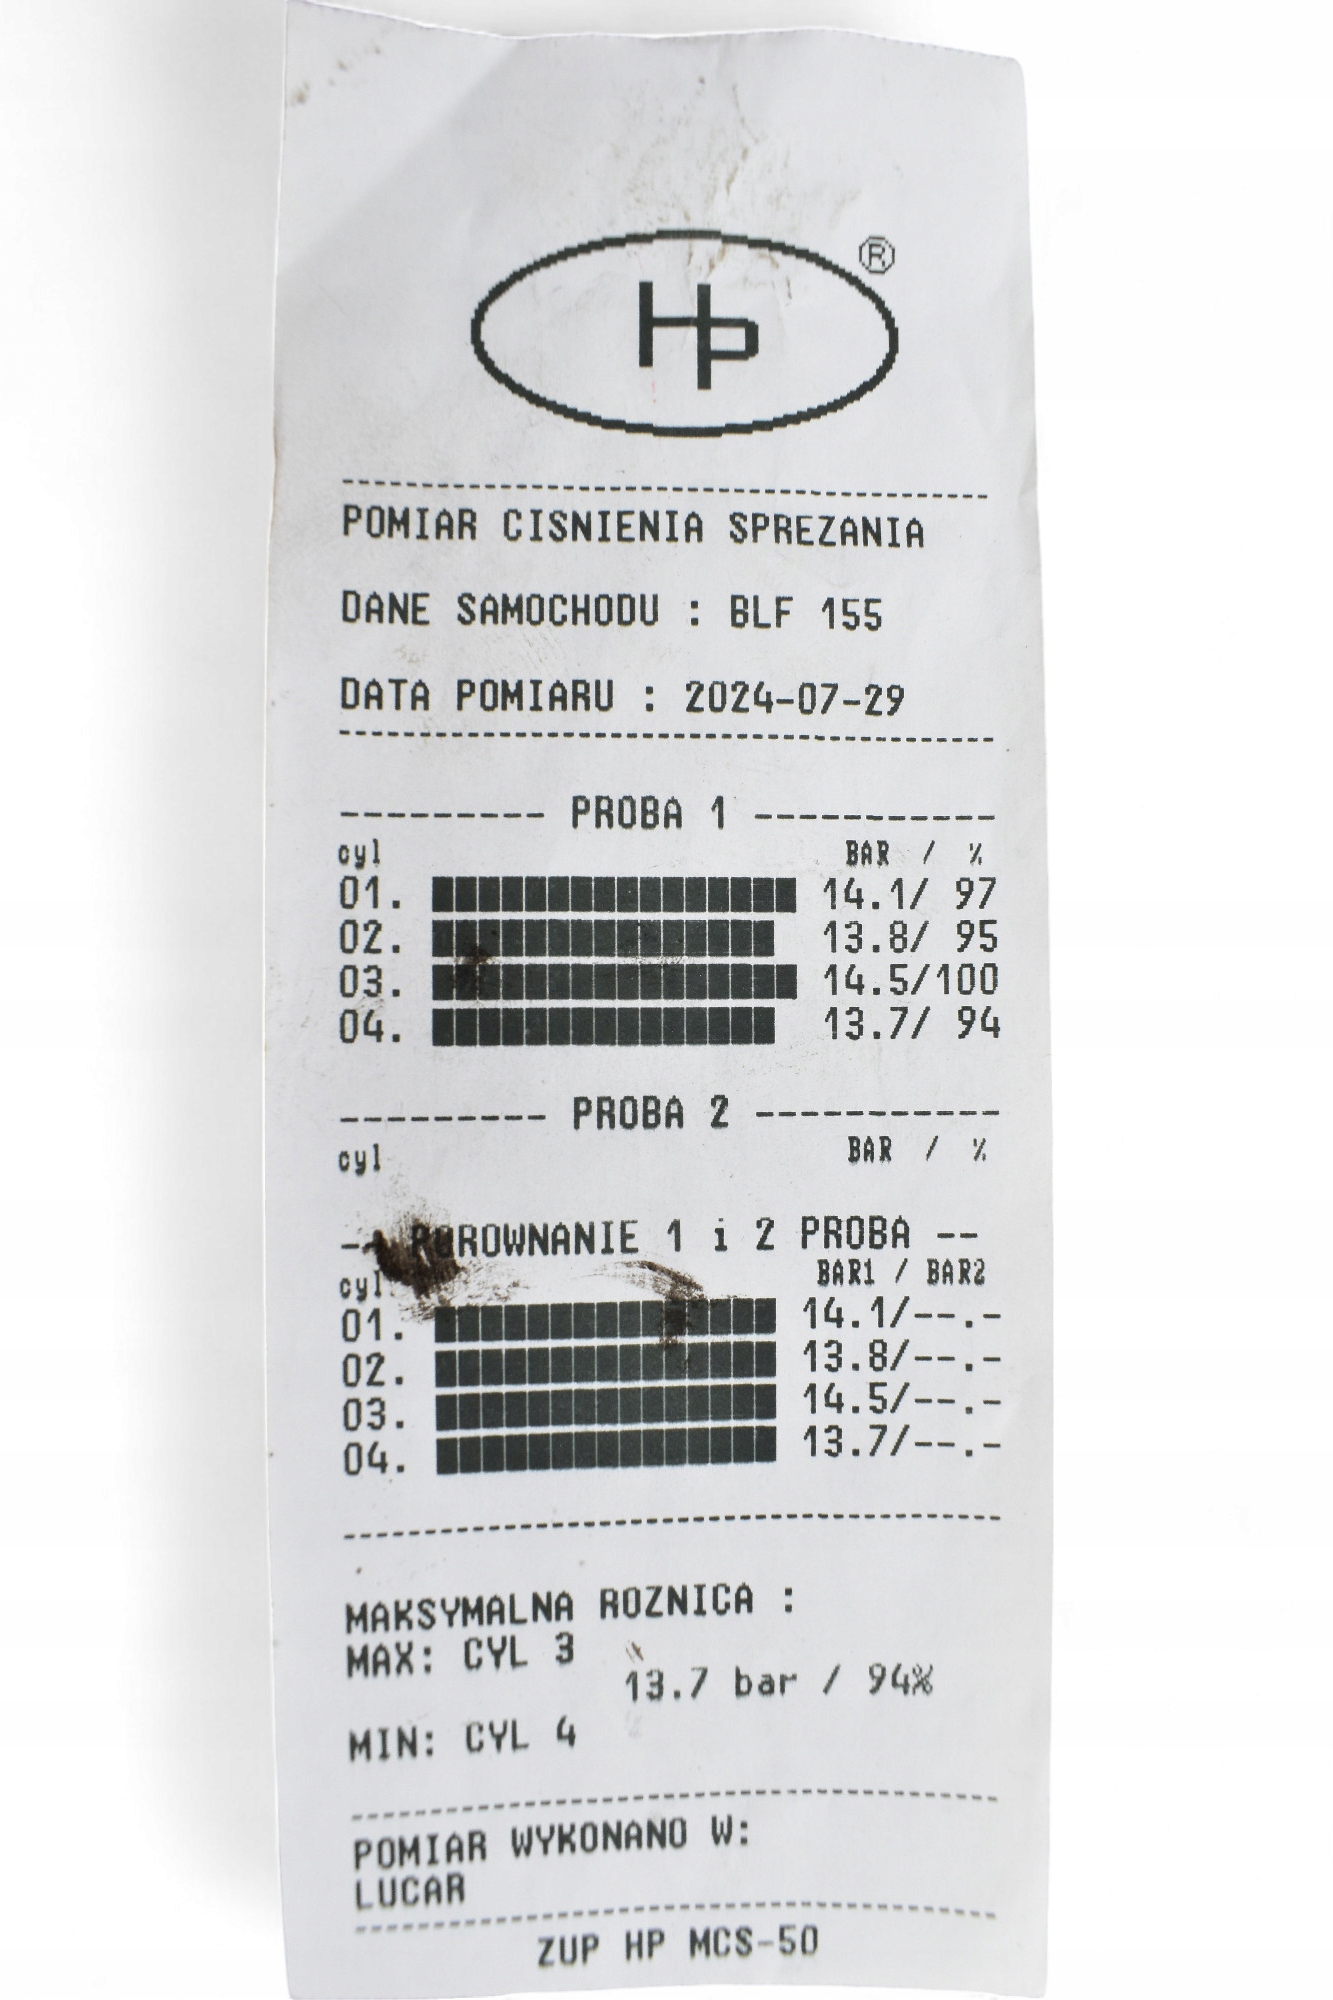 HP ®
POMIAR CISNIENIA SPREZANIA
DANE SAMOCHODU : BLF 155
DATA POMIARU : 2024-07-29
--------- PROBA 1 -----------
cyl BAR / %
01. 14.1/ 97
02. 13.8/ 95
03. 14.5/100
04. 13.7/ 94
--------- PROBA 2 -----------
cyl BAR / %
-- POROWNANIE 1 i 2 PROBA --
cyl BAR1 / BAR2
01. 14.1/--.-
02. 13.8/--.-
03. 14.5/--.-
04. 13.7/--.-
MAKSYMALNA ROZNICA :
MAX: CYL 3
13.7 bar / 94%
MIN: CYL 4
POMIAR WYKONANO W:
LUCAR
ZUP HP MCS-50